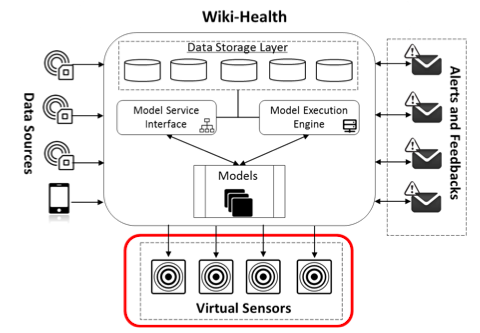 Wiki-Health
Data Storage Layer
Model Service
Interface
Model Execution
Engine
Models
Data Sources
Alerts and Feedbacks
Virtual Sensors